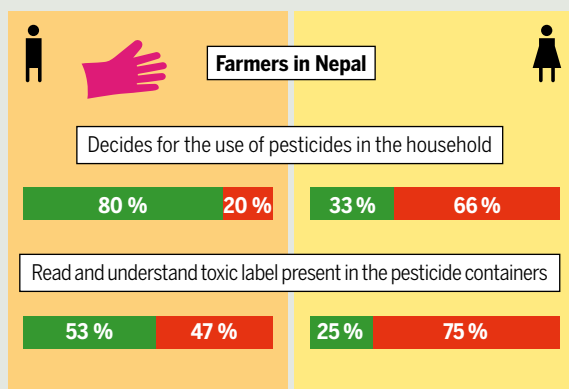 Farmers in Nepal
Decides for the use of pesticides in the household
80 % 20 % 33 % 66 %
Read and understand toxic label present in the pesticide containers
53 % 47 % 25 % 75 %